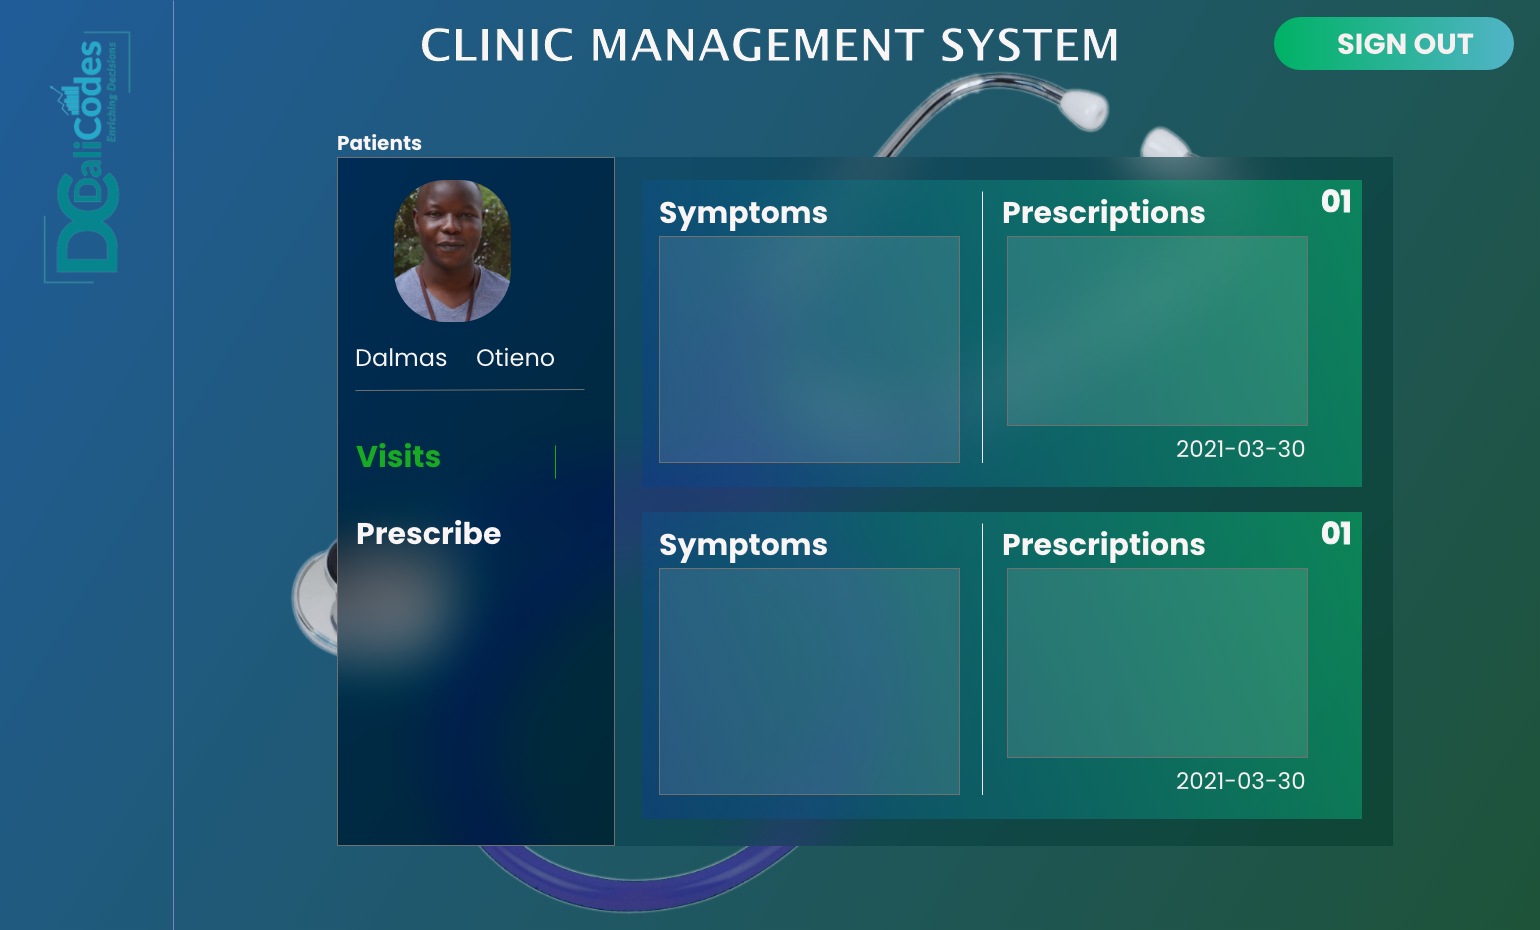 CLINIC MANAGEMENT SYSTEM
SIGN OUT
DC DaliCodes
Enriching Decisions
Patients
Dalmas Otieno
Visits
Prescribe
Symptoms
Prescriptions
01
2021-03-30
Symptoms
Prescriptions
01
2021-03-30